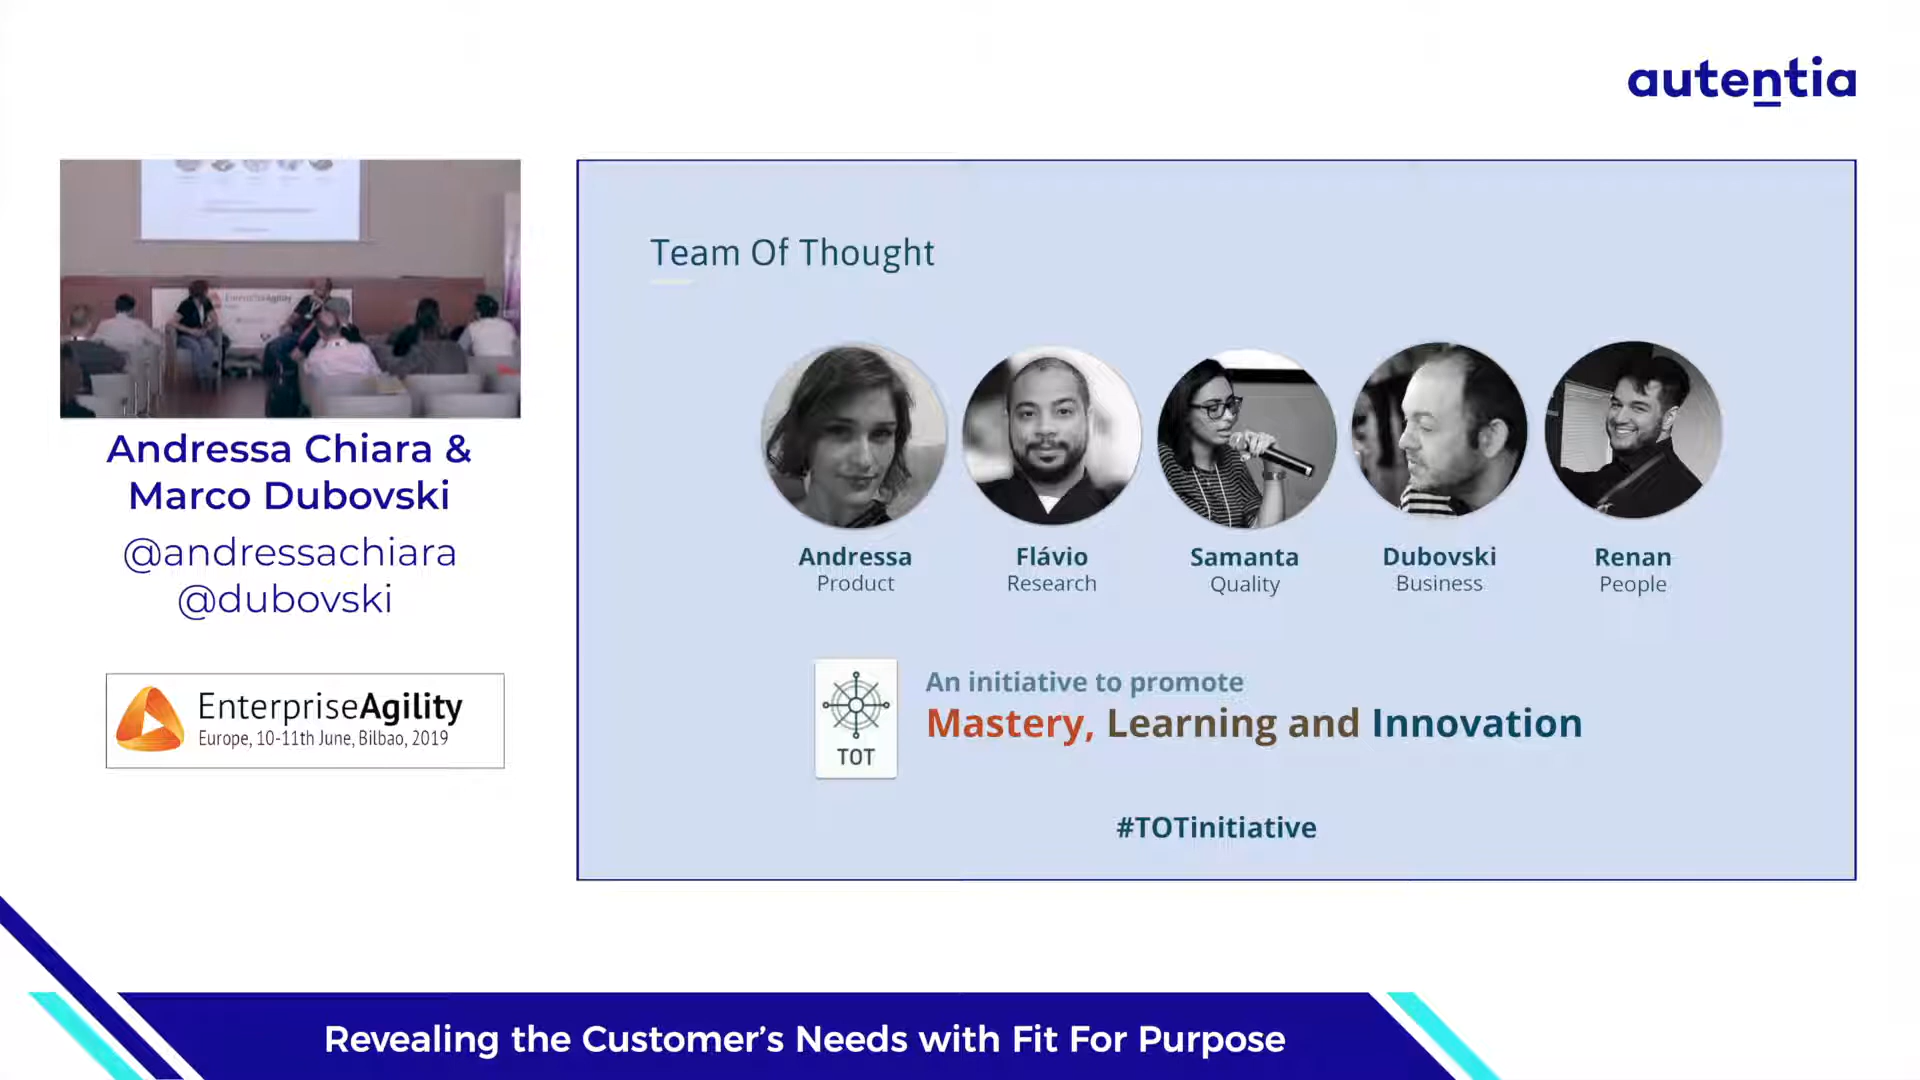 autentia
Andressa Chiara &
Marco Dubovski
@andressachiara
@dubovski
EnterpriseAgility
Europe, 10-11th June, Bilbao, 2019
Team Of Thought
Andressa
Product
Flávio
Research
Samanta
Quality
Dubovski
Business
Renan
People
TOT
An initiative to promote
Mastery, Learning and Innovation
#TOTinitiative
Revealing the Customer's Needs with Fit For Purpose